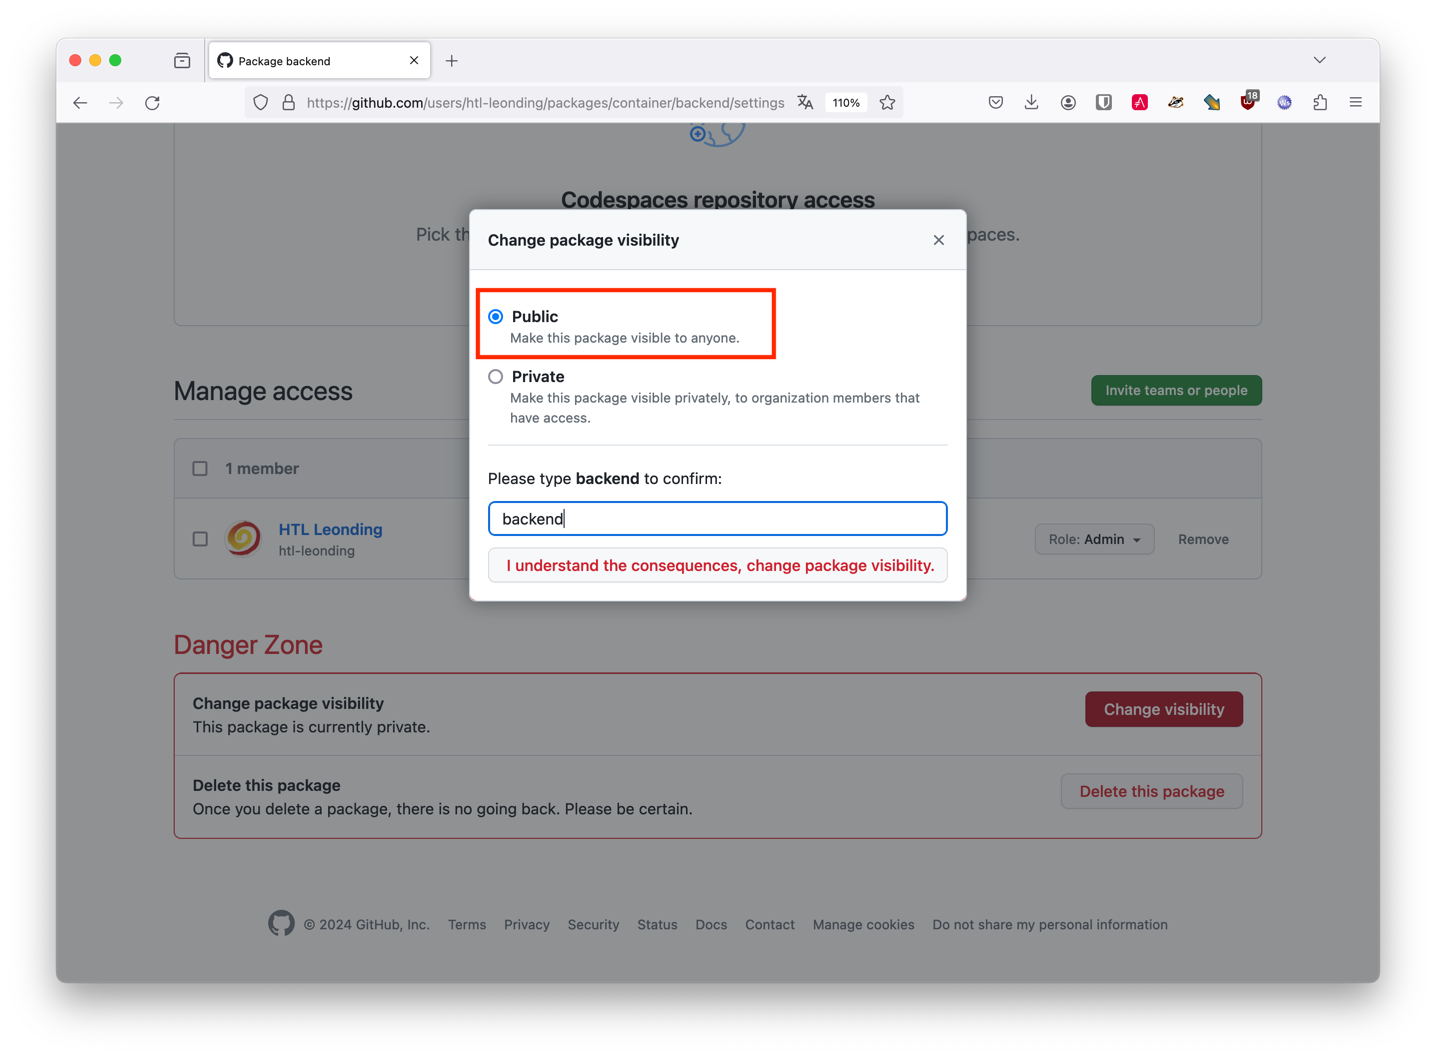 Package backend
https://github.com/users/htl-leonding/packages/container/backend/settings
110%
18
Codespaces repository access
Pick th
paces.
Change package visibility
Public
Make this package visible to anyone.
Private
Make this package visible privately, to organization members that
have access.
Manage access
Invite teams or people
1 member
Please type backend to confirm:
backend
HTL Leonding
htl-leonding
Role: Admin
Remove
I understand the consequences, change package visibility.
Danger Zone
Change package visibility
This package is currently private.
Change visibility
Delete this package
Once you delete a package, there is no going back. Please be certain.
Delete this package
© 2024 GitHub, Inc.
Terms
Privacy
Security
Status
Docs
Contact
Manage cookies
Do not share my personal information